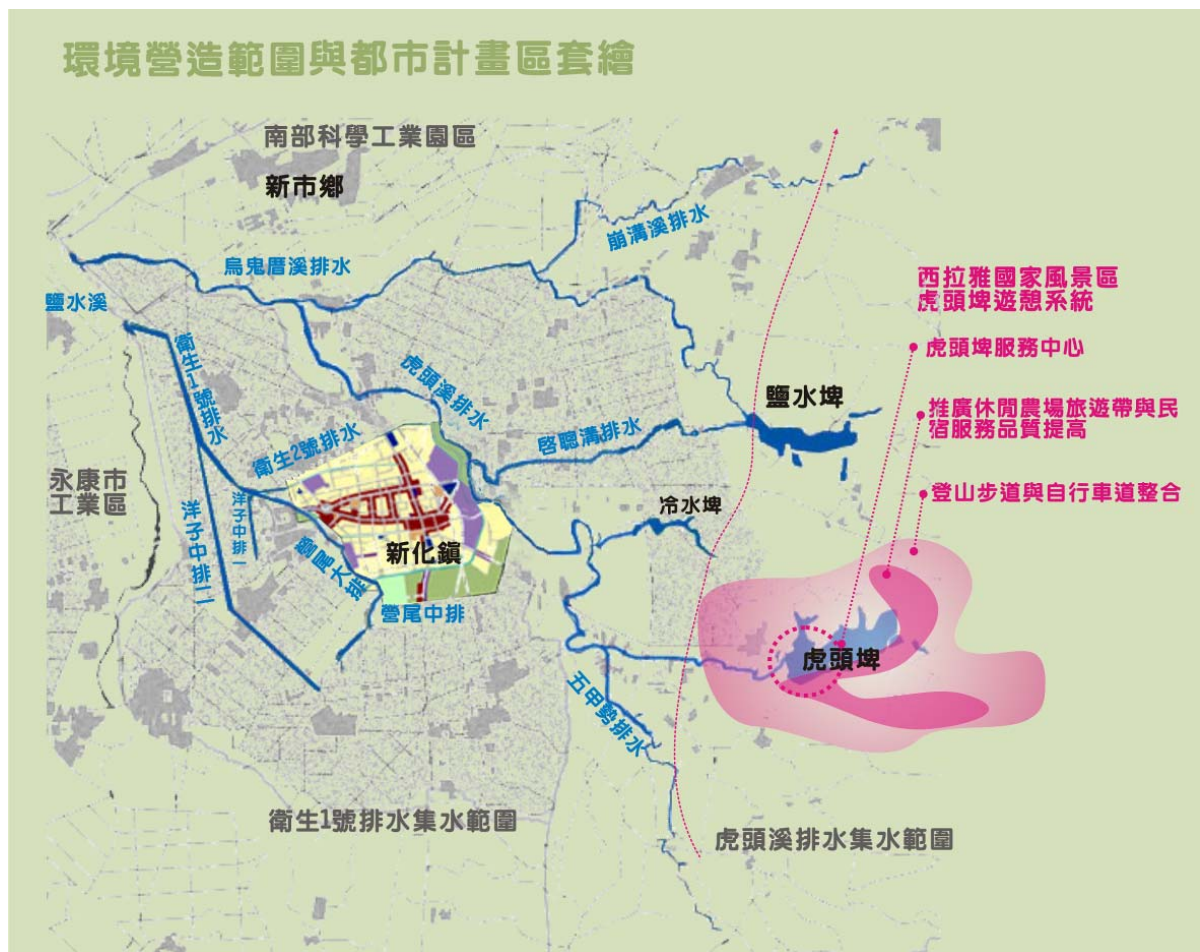 環境營造範圍與都市計畫區套繪
南部科學工業園區
新市鄉
崩溝溪排水
烏鬼厝溪排水
西拉雅國家風景區
虎頭埤遊憩系統
鹽水溪
衛生1號排水
虎頭溪排水
虎頭埤服務中心
鹽水埤
推廣休閒農場旅遊帶與民
宿服務品質提高
衛生2號排水
啓聰溝排水
永康市
工業區
洋子中排二
洋子中排一
冷水埤
登山步道與自行車道整合
新化鎮
營尾大排
營尾中排
虎頭埤
五甲勢排水
衛生1號排水集水範圍
虎頭溪排水集水範圍